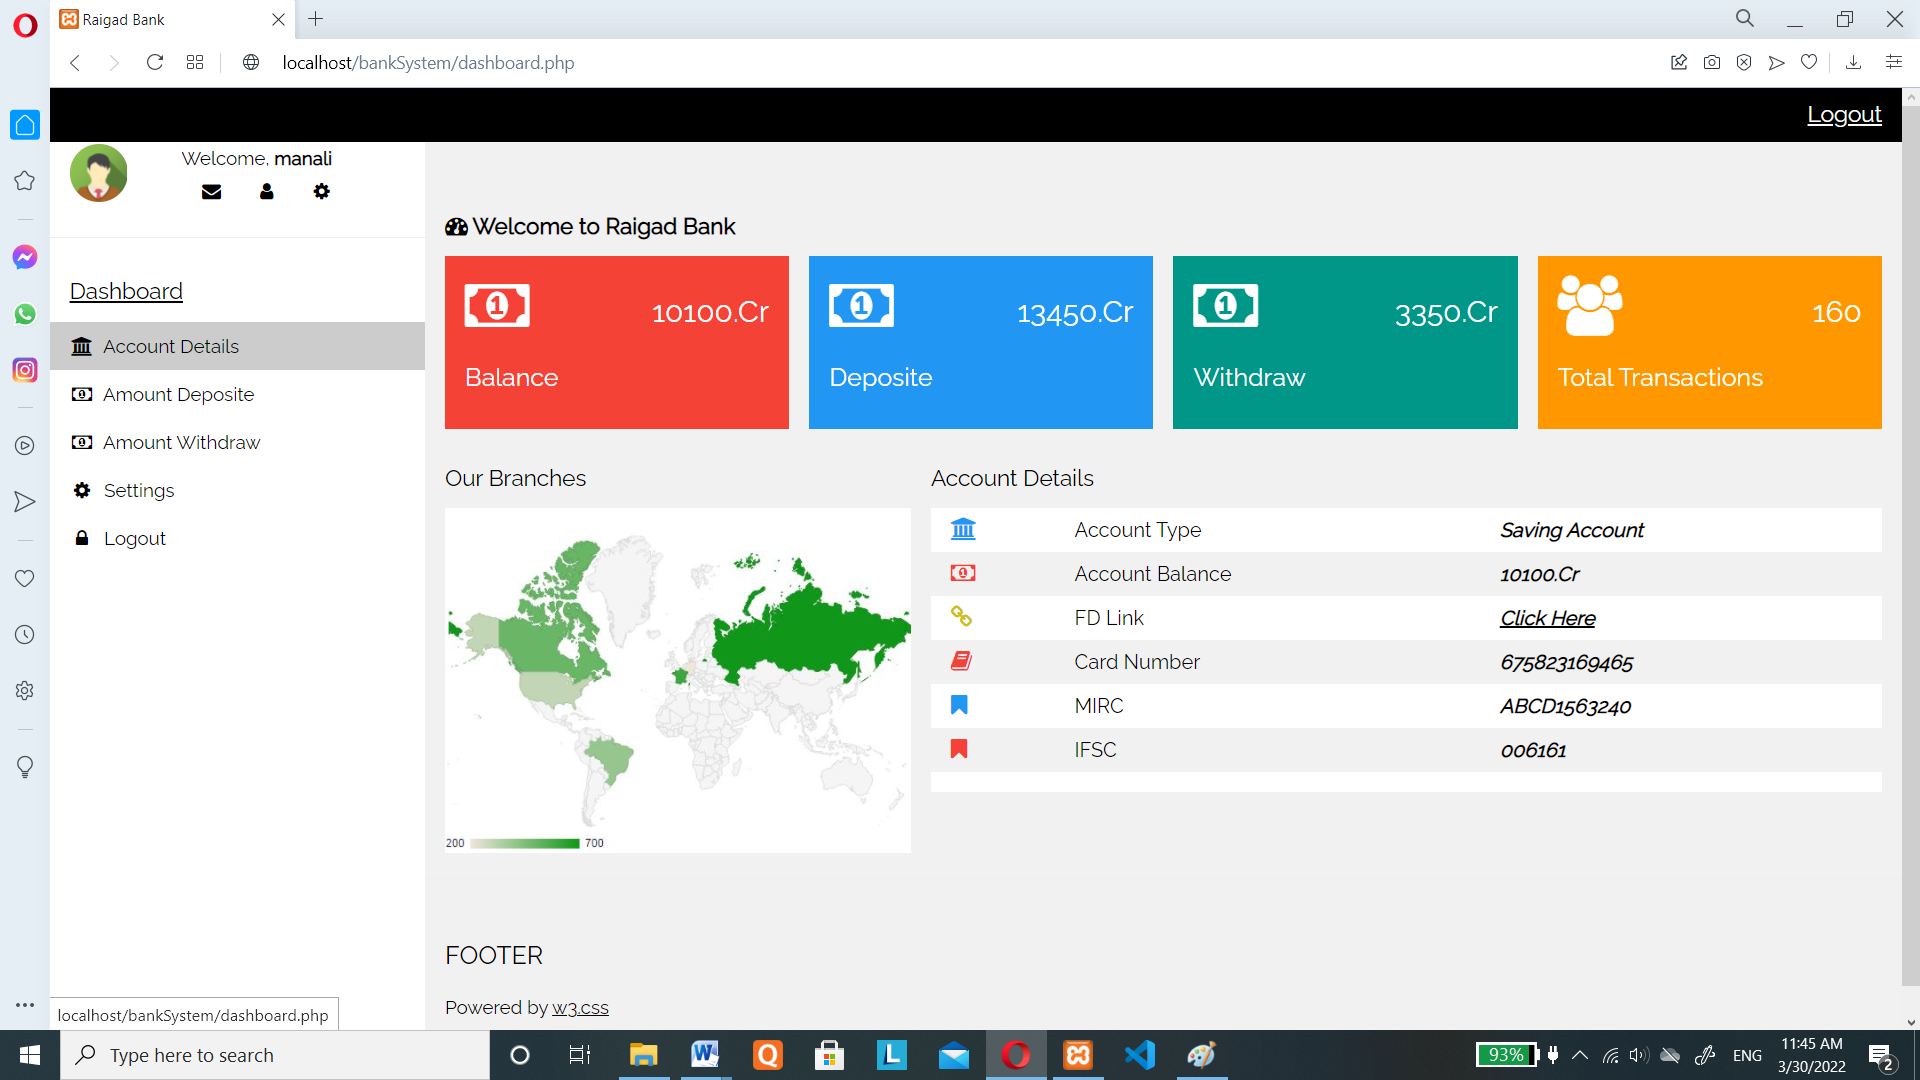 Raigad Bank
localhost/bankSystem/dashboard.php
Logout
Welcome, manali
Dashboard
Account Details
Amount Deposite
Amount Withdraw
Settings
Logout
Welcome to Raigad Bank
1 10100.Cr
Balance
1 13450.Cr
Deposite
1 3350.Cr
Withdraw
160
Total Transactions
Our Branches
200 700
Account Details
Account Type Saving Account
Account Balance 10100.Cr
FD Link Click Here
Card Number 675823169465
MIRC ABCD1563240
IFSC 006161
FOOTER
Powered by w3.css
localhost/bankSystem/dashboard.php
Type here to search
W
Q
L
93%
ENG
11:45 AM
3/30/2022
2